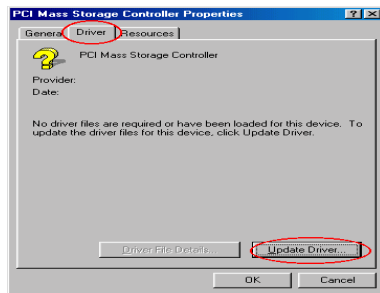 PCI Mass Storage Controller Properties
General Driver Resources
PCI Mass Storage Controller
Provider:
Date:
No driver files are required or have been loaded for this device. To
update the driver files for this device, click Update Driver.
Driver File Details... Update Driver...
OK Cancel